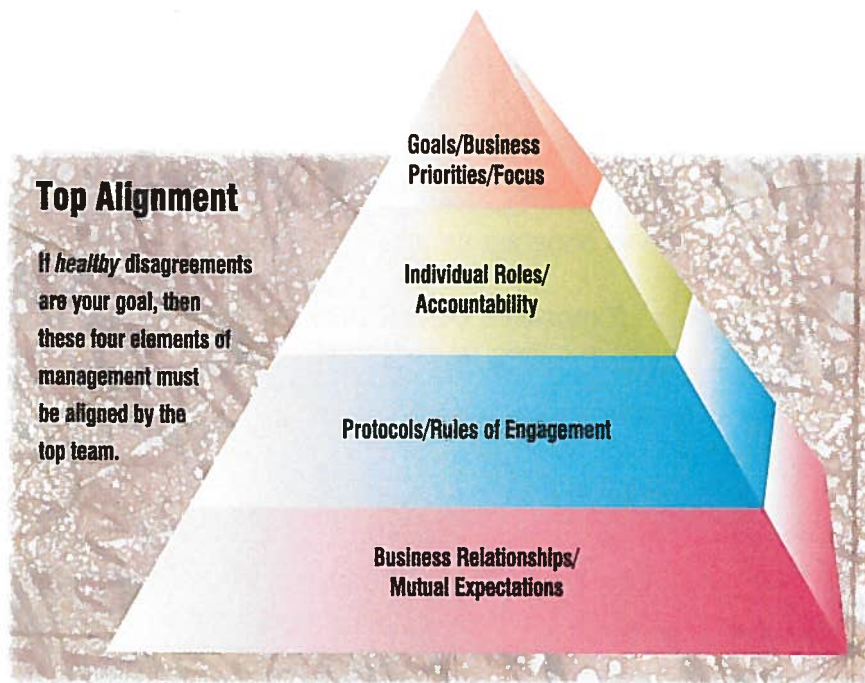 Top Alignment
If healthy disagreements
are your goal, then
these four elements of
management must
be aligned by the
top team.
Goals/Business
Priorities/Focus
Individual Roles/
Accountability
Protocols/Rules of Engagement
Business Relationships/
Mutual Expectations